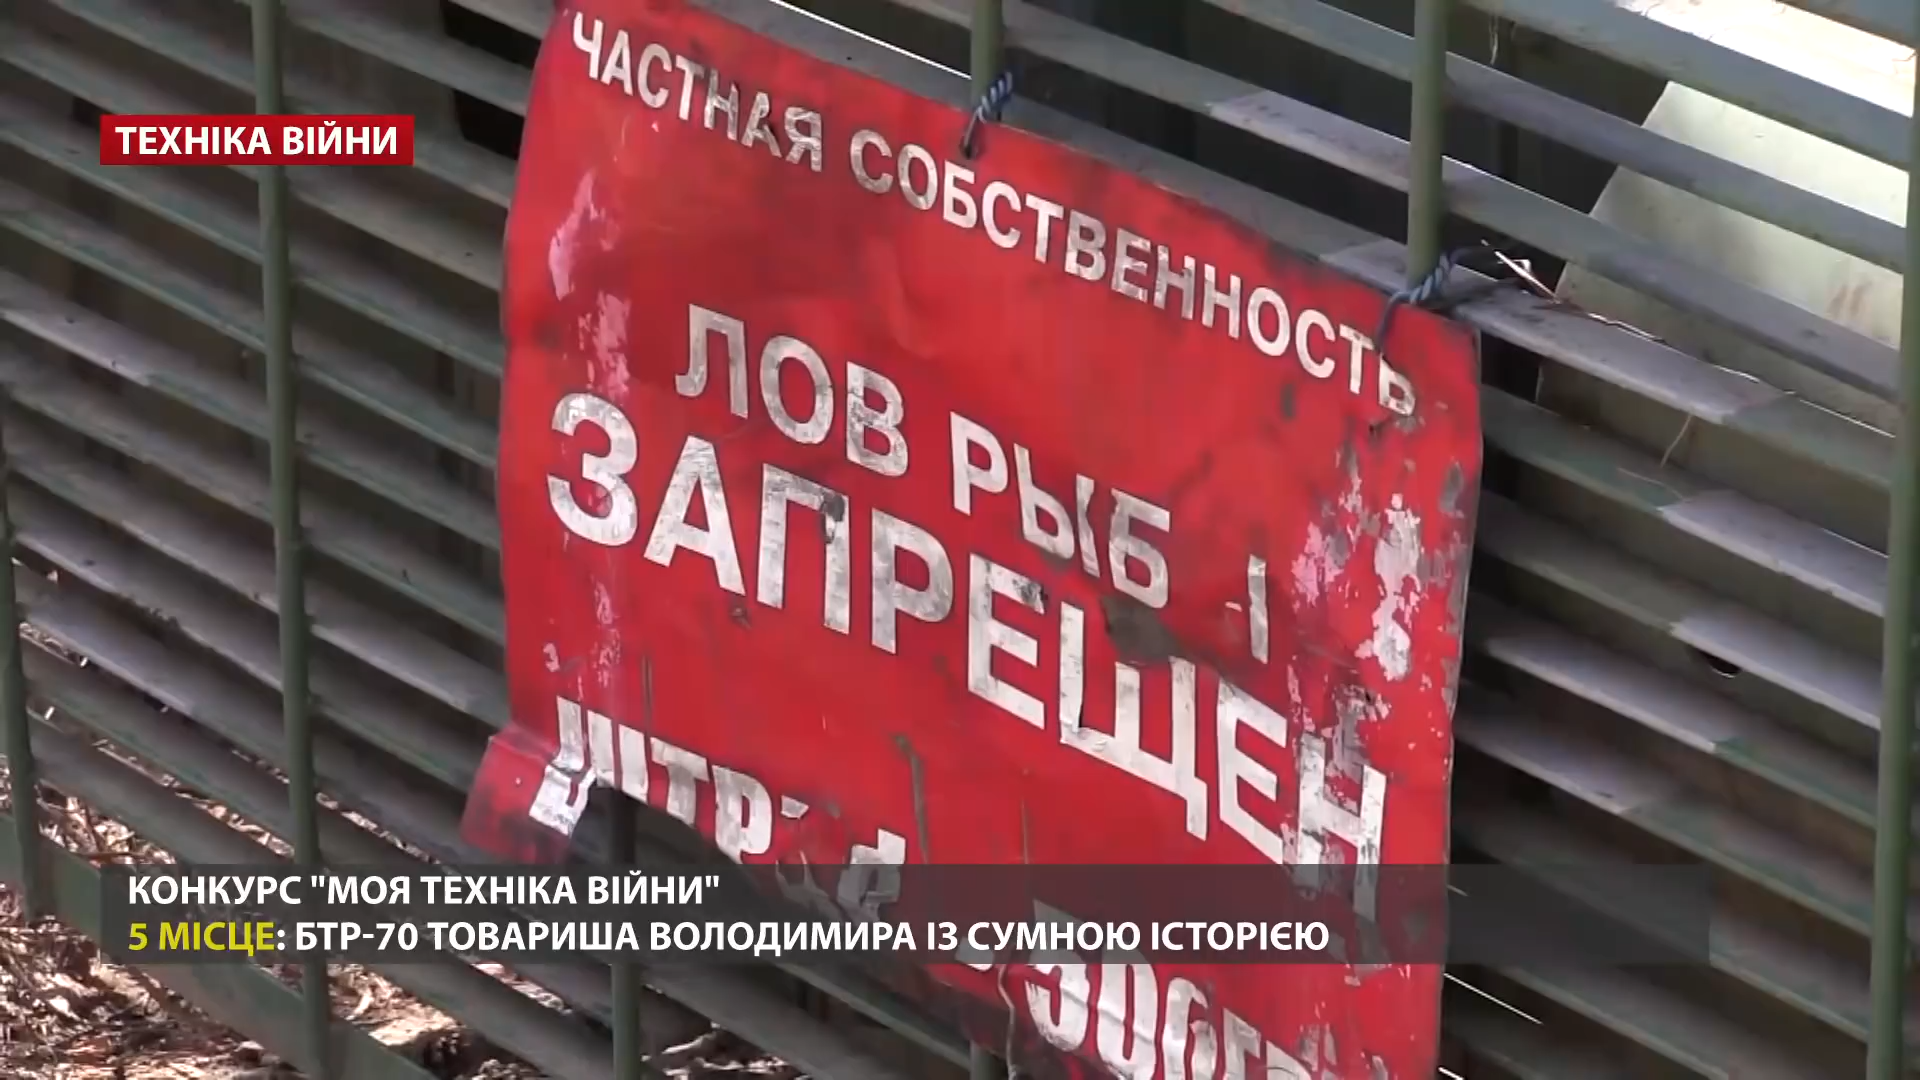 ТЕХНІКА ВІЙНИ
ЧАСТНАЯ СОБСТВЕННОСТЬ
ЛОВ РЫБ
ЗАПРЕЩЕН
КОНКУРС "МОЯ ТЕХНІКА ВІЙНИ"
5 МІСЦЕ: БТР-70 ТОВАРИША ВОЛОДИМИРА ІЗ СУМНОЮ ІСТОРІЄЮ